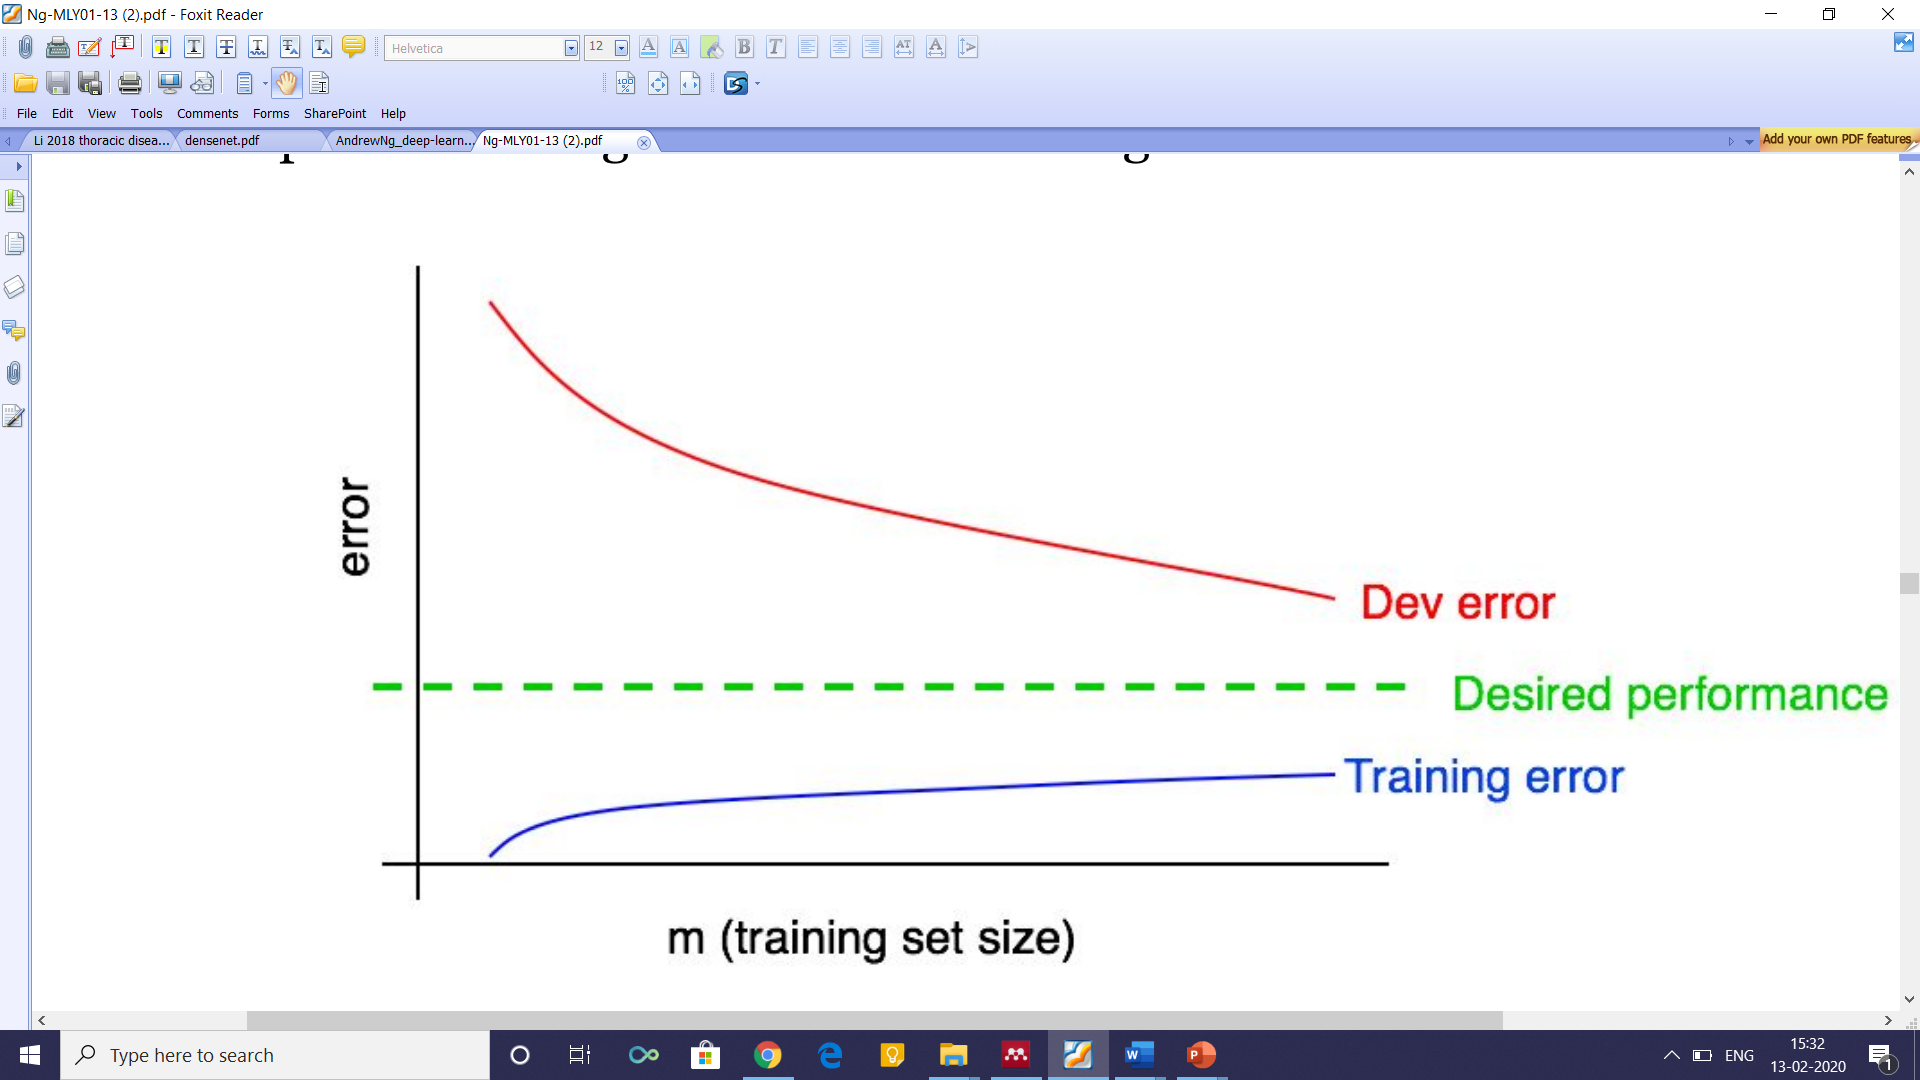 Ng-MLY01-13 (2).pdf - Foxit Reader
Helvetica 12
File Edit View Tools Comments Forms SharePoint Help
Li 2018 thoracic disea... densenet.pdf AndrewNg_deep-learn... Ng-MLY01-13 (2).pdf Add your own PDF features
error
Dev error
Desired performance
Training error
m (training set size)
Type here to search
ENG
15:32
13-02-2020
1